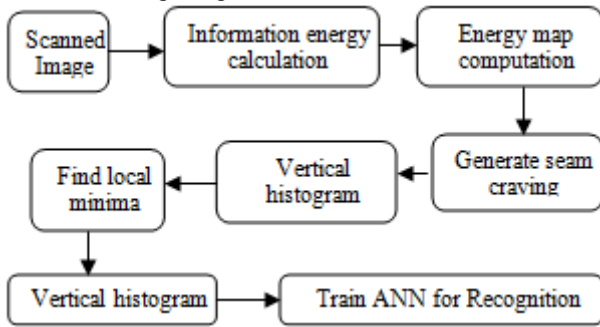 Scanned
Image
Information energy
calculation
Energy map
computation
Generate seam
craving
Vertical
histogram
Find local
minima
Vertical histogram
Train ANN for Recognition